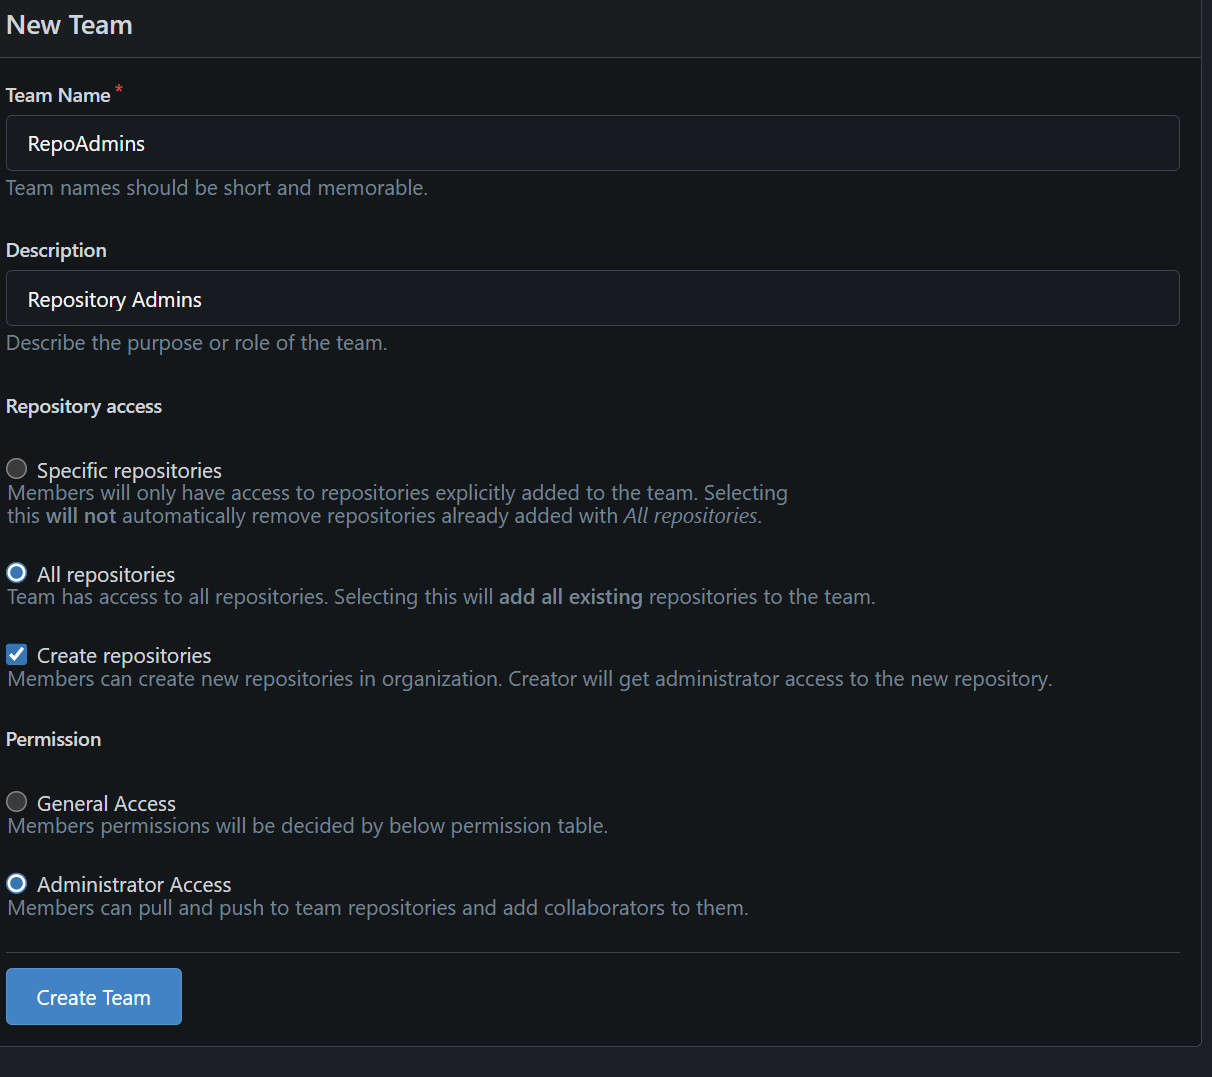 New Team
Team Name *
RepoAdmins
Team names should be short and memorable.
Description
Repository Admins
Describe the purpose or role of the team.
Repository access
Specific repositories
Members will only have access to repositories explicitly added to the team. Selecting
this will not automatically remove repositories already added with All repositories.
All repositories
Team has access to all repositories. Selecting this will add all existing repositories to the team.
Create repositories
Members can create new repositories in organization. Creator will get administrator access to the new repository.
Permission
General Access
Members permissions will be decided by below permission table.
Administrator Access
Members can pull and push to team repositories and add collaborators to them.
Create Team